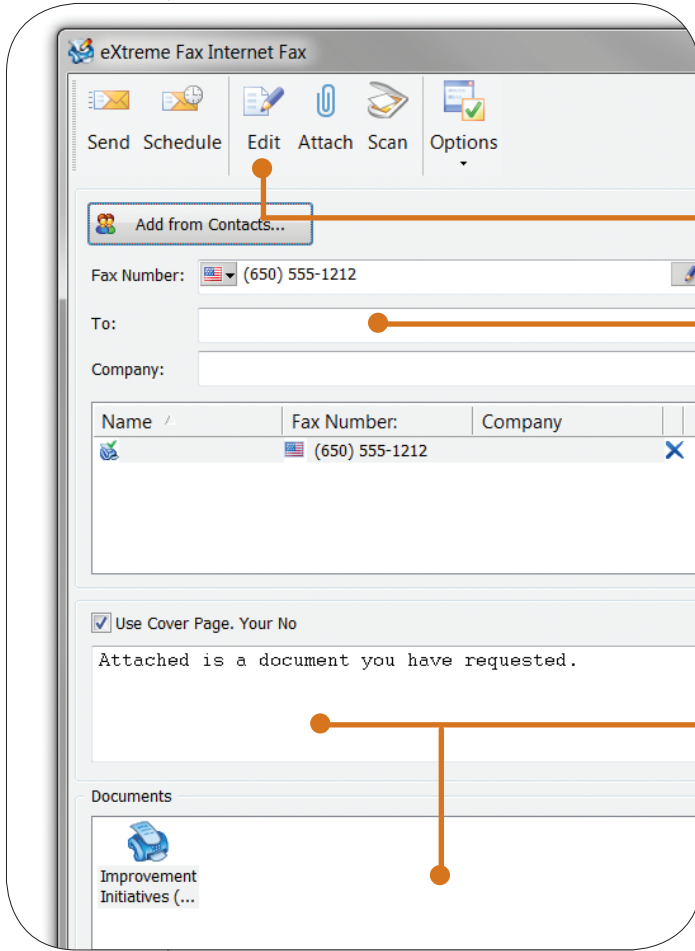 eXtreme Fax Internet Fax
Send Schedule Edit Attach Scan Options
Add from Contacts...
Fax Number: (650) 555-1212
To:
Company:
Name Fax Number: Company
(650) 555-1212
Use Cover Page. Your No
Attached is a document you have requested.
Documents
Improvement
Initiatives (...